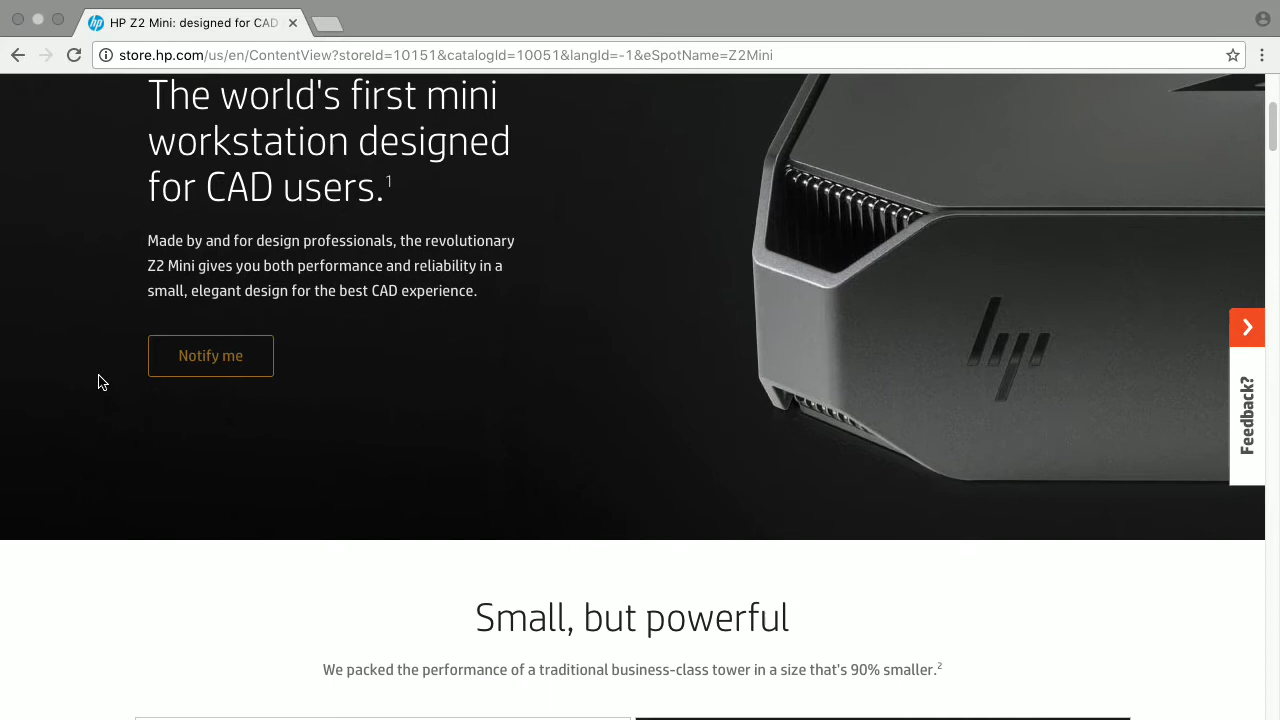 HP Z2 Mini: designed for CAD
store.hp.com/us/en/ContentView?storeId=10151&catalogId=10051&langId=-1&eSpotName=Z2Mini
The world's first mini
workstation designed
for CAD users.1
Made by and for design professionals, the revolutionary
Z2 Mini gives you both performance and reliability in a
small, elegant design for the best CAD experience.
Notify me
hp
Feedback?
Small, but powerful
We packed the performance of a traditional business-class tower in a size that's 90% smaller.2